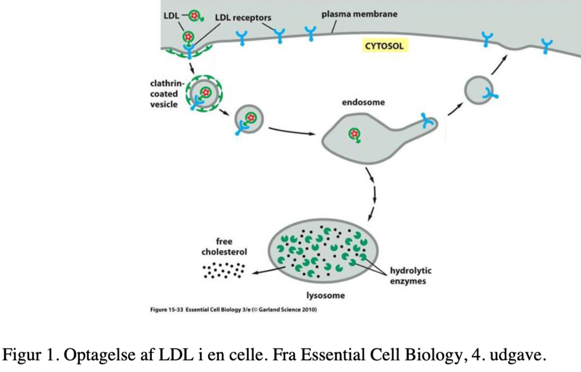 LDL
LDL receptors
plasma membrane
CYTOSOL
clathrin-
coated
vesicle
endosome
free
cholesterol
hydrolytic
enzymes
lysosome
Figure 15-33 Essential Cell Biology 3/e (© Garland Science 2010)
Figur 1. Optagelse af LDL i en celle. Fra Essential Cell Biology, 4. udgave.